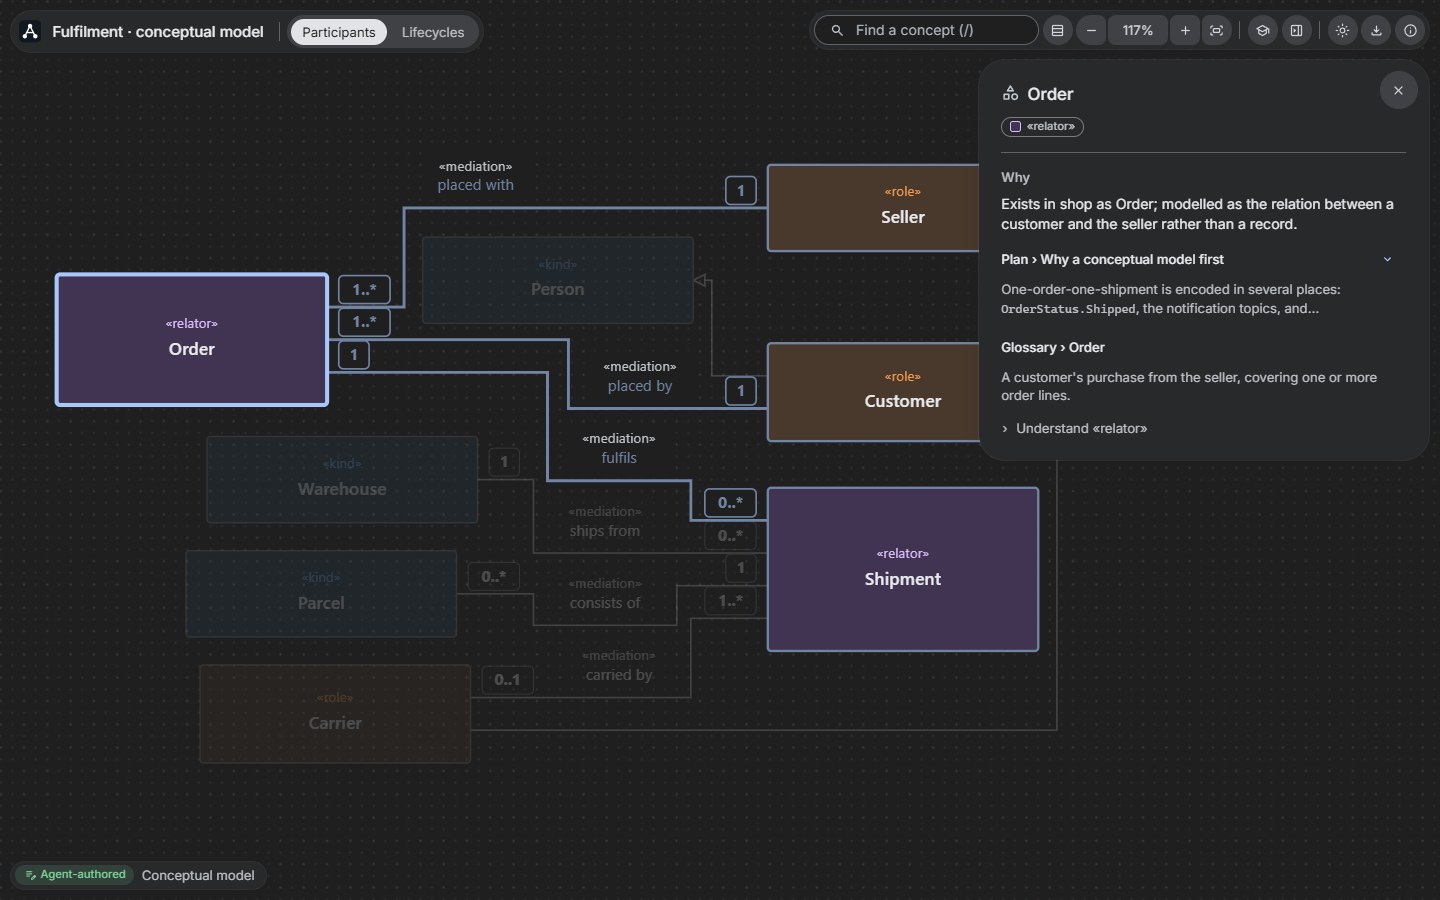 Fulfilment · conceptual model
Participants
Lifecycles
Find a concept (/)
117%
Order
«relator»
Why
Exists in shop as Order; modelled as the relation between a
customer and the seller rather than a record.
Plan › Why a conceptual model first
One-order-one-shipment is encoded in several places:
OrderStatus.Shipped, the notification topics, and...
Glossary › Order
A customer's purchase from the seller, covering one or more
order lines.
› Understand «relator»
«mediation»
placed with
1
«role»
Seller
«kind»
Person
«relator»
Order
1..*
1..*
1
«mediation»
placed by
1
«role»
Customer
«mediation»
fulfils
«kind»
Warehouse
1
0..*
«mediation»
ships from
0..*
«relator»
Shipment
«kind»
Parcel
0..*
«mediation»
consists of
1
1..*
«mediation»
carried by
«role»
Carrier
0..1
Agent-authored
Conceptual model